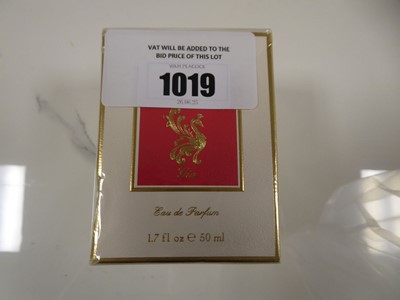 VAT WILL BE ADDED TO THE
BID PRICE OF THIS LOT
1019
Eau de Parfum
1.7 fl oz e 50 ml